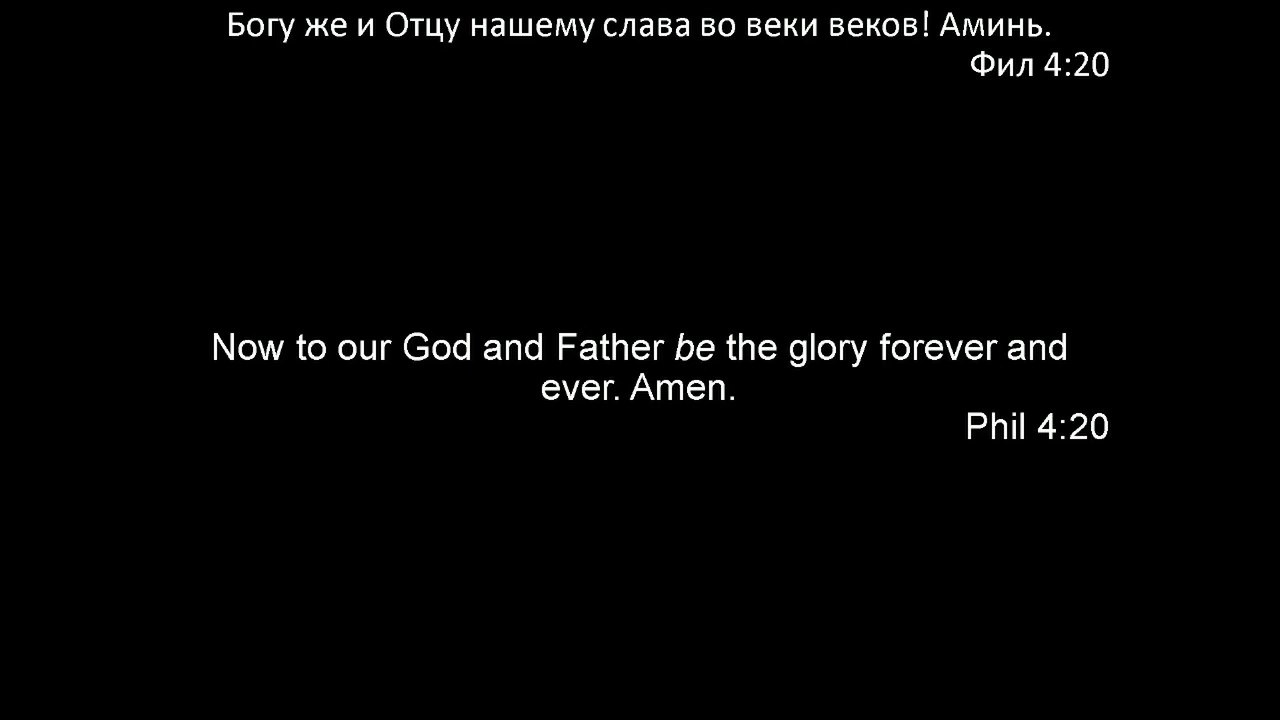 Богу же и Отцу нашему слава во веки веков! Аминь.
Фил 4:20
Now to our God and Father be the glory forever and
ever. Amen.
Phil 4:20